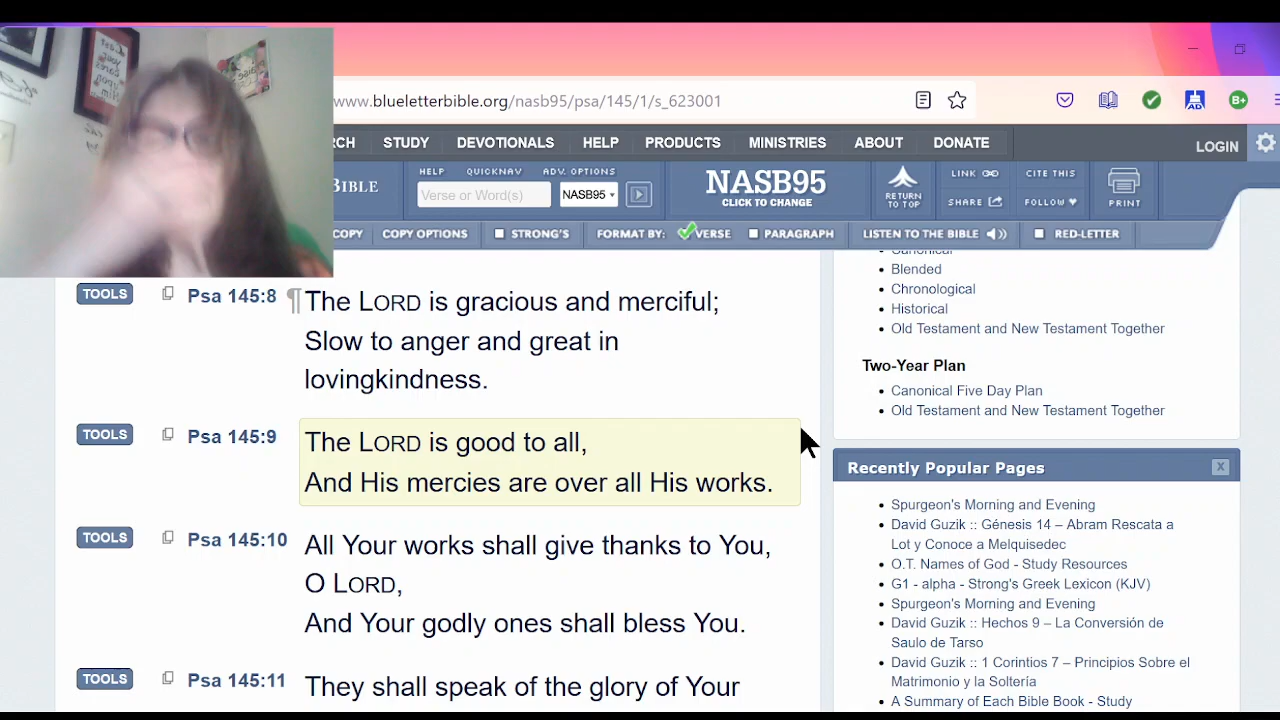 www.blueletterbible.org/nasb95/psa/145/1/s_623001
B+
AD
RCH STUDY DEVOTIONALS HELP PRODUCTS MINISTRIES ABOUT DONATE
LOGIN
BIBLE
HELP QUICKNAV ADV. OPTIONS
Verse or Word(s) NASB95
NASB95
CLICK TO CHANGE
RETURN
TO TOP
LINK CITE THIS
SHARE FOLLOW
PRINT
COPY COPY OPTIONS STRONG'S FORMAT BY: VERSE PARAGRAPH LISTEN TO THE BIBLE RED-LETTER
TOOLS Psa 145:8 ¶ The LORD is gracious and merciful;
Slow to anger and great in
lovingkindness.
TOOLS Psa 145:9 The LORD is good to all,
And His mercies are over all His works.
TOOLS Psa 145:10 All Your works shall give thanks to You,
O LORD,
And Your godly ones shall bless You.
TOOLS Psa 145:11 They shall speak of the glory of Your
Canonical
Blended
Chronological
Historical
Old Testament and New Testament Together
Two-Year Plan
Canonical Five Day Plan
Old Testament and New Testament Together
Recently Popular Pages X
Spurgeon's Morning and Evening
David Guzik :: Génesis 14 – Abram Rescata a
Lot y Conoce a Melquisedec
O.T. Names of God - Study Resources
G1 - alpha - Strong's Greek Lexicon (KJV)
Spurgeon's Morning and Evening
David Guzik :: Hechos 9 – La Conversión de
Saulo de Tarso
David Guzik :: 1 Corintios 7 – Principios Sobre el
Matrimonio y la Soltería
A Summary of Each Bible Book - Study